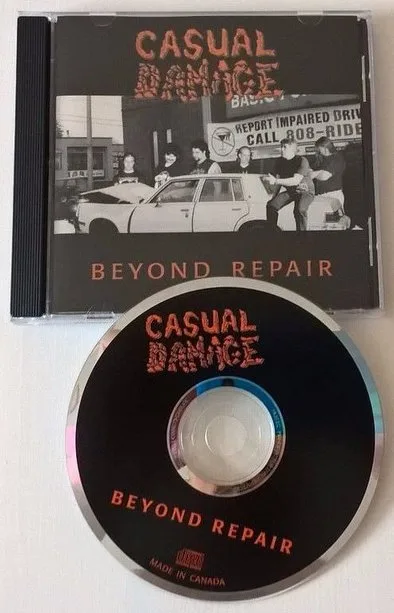 CASUAL
DAMAGE
REPORT IMPAIRED DRIV
CALL 808-RIDE
BEYOND REPAIR
CASUAL
DAMAGE
BEYOND REPAIR
MADE IN CANADA